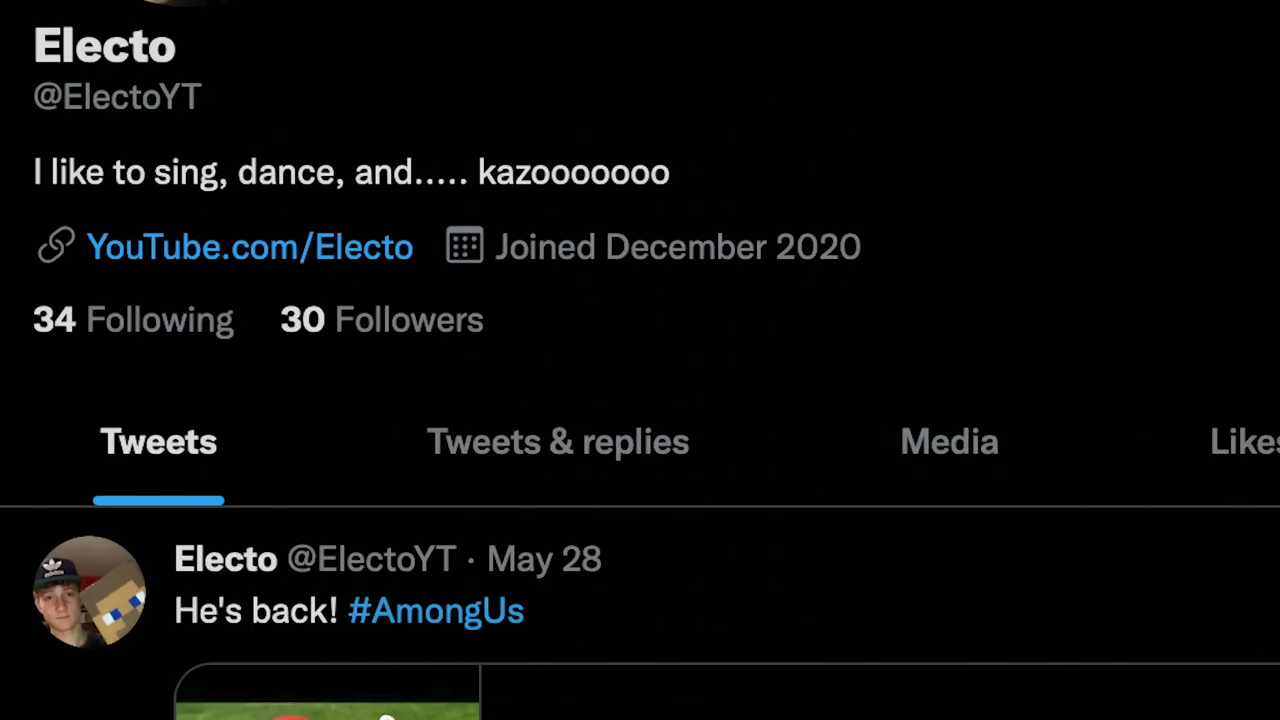 Electo
@ElectoYT
I like to sing, dance, and..... kazooooooo
YouTube.com/Electo Joined December 2020
34 Following 30 Followers
Tweets Tweets & replies Media Likes
Electo @ElectoYT · May 28
He's back! #AmongUs